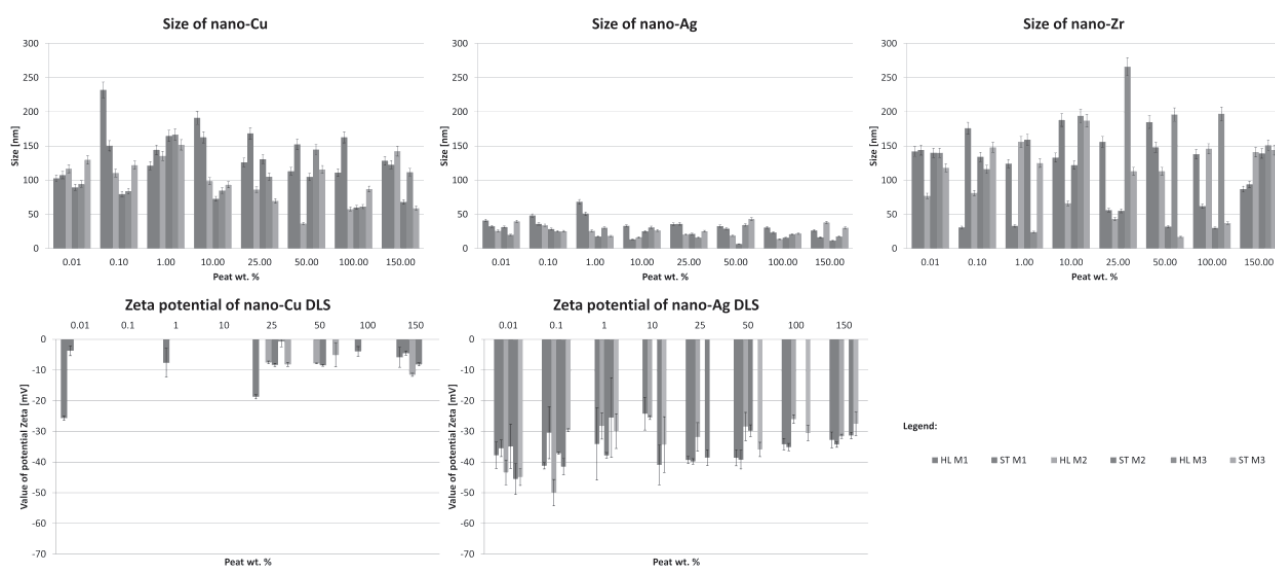 Size of nano-Cu
Size [nm]
300
250
200
150
100
50
0
0.01 0.10 1.00 10.00 25.00 50.00 100.00 150.00
Peat wt. %
Size of nano-Ag
Size [nm]
300
250
200
150
100
50
0
0.01 0.10 1.00 10.00 25.00 50.00 100.00 150.00
Peat wt. %
Size of nano-Zr
Size [nm]
300
250
200
150
100
50
0
0.01 0.10 1.00 10.00 25.00 50.00 100.00 150.00
Peat wt. %
Zeta potential of nano-Cu DLS
0.01 0.1 1 10 25 50 100 150
Value of potential Zeta [mV]
0
-10
-20
-30
-40
-50
-60
-70
Peat wt. %
Zeta potential of nano-Ag DLS
0.01 0.1 1 10 25 50 100 150
Value of potential Zeta [mV]
0
-10
-20
-30
-40
-50
-60
-70
Peat wt. %
Legend:
HL M1 ST M1 HL M2 ST M2 HL M3 ST M3